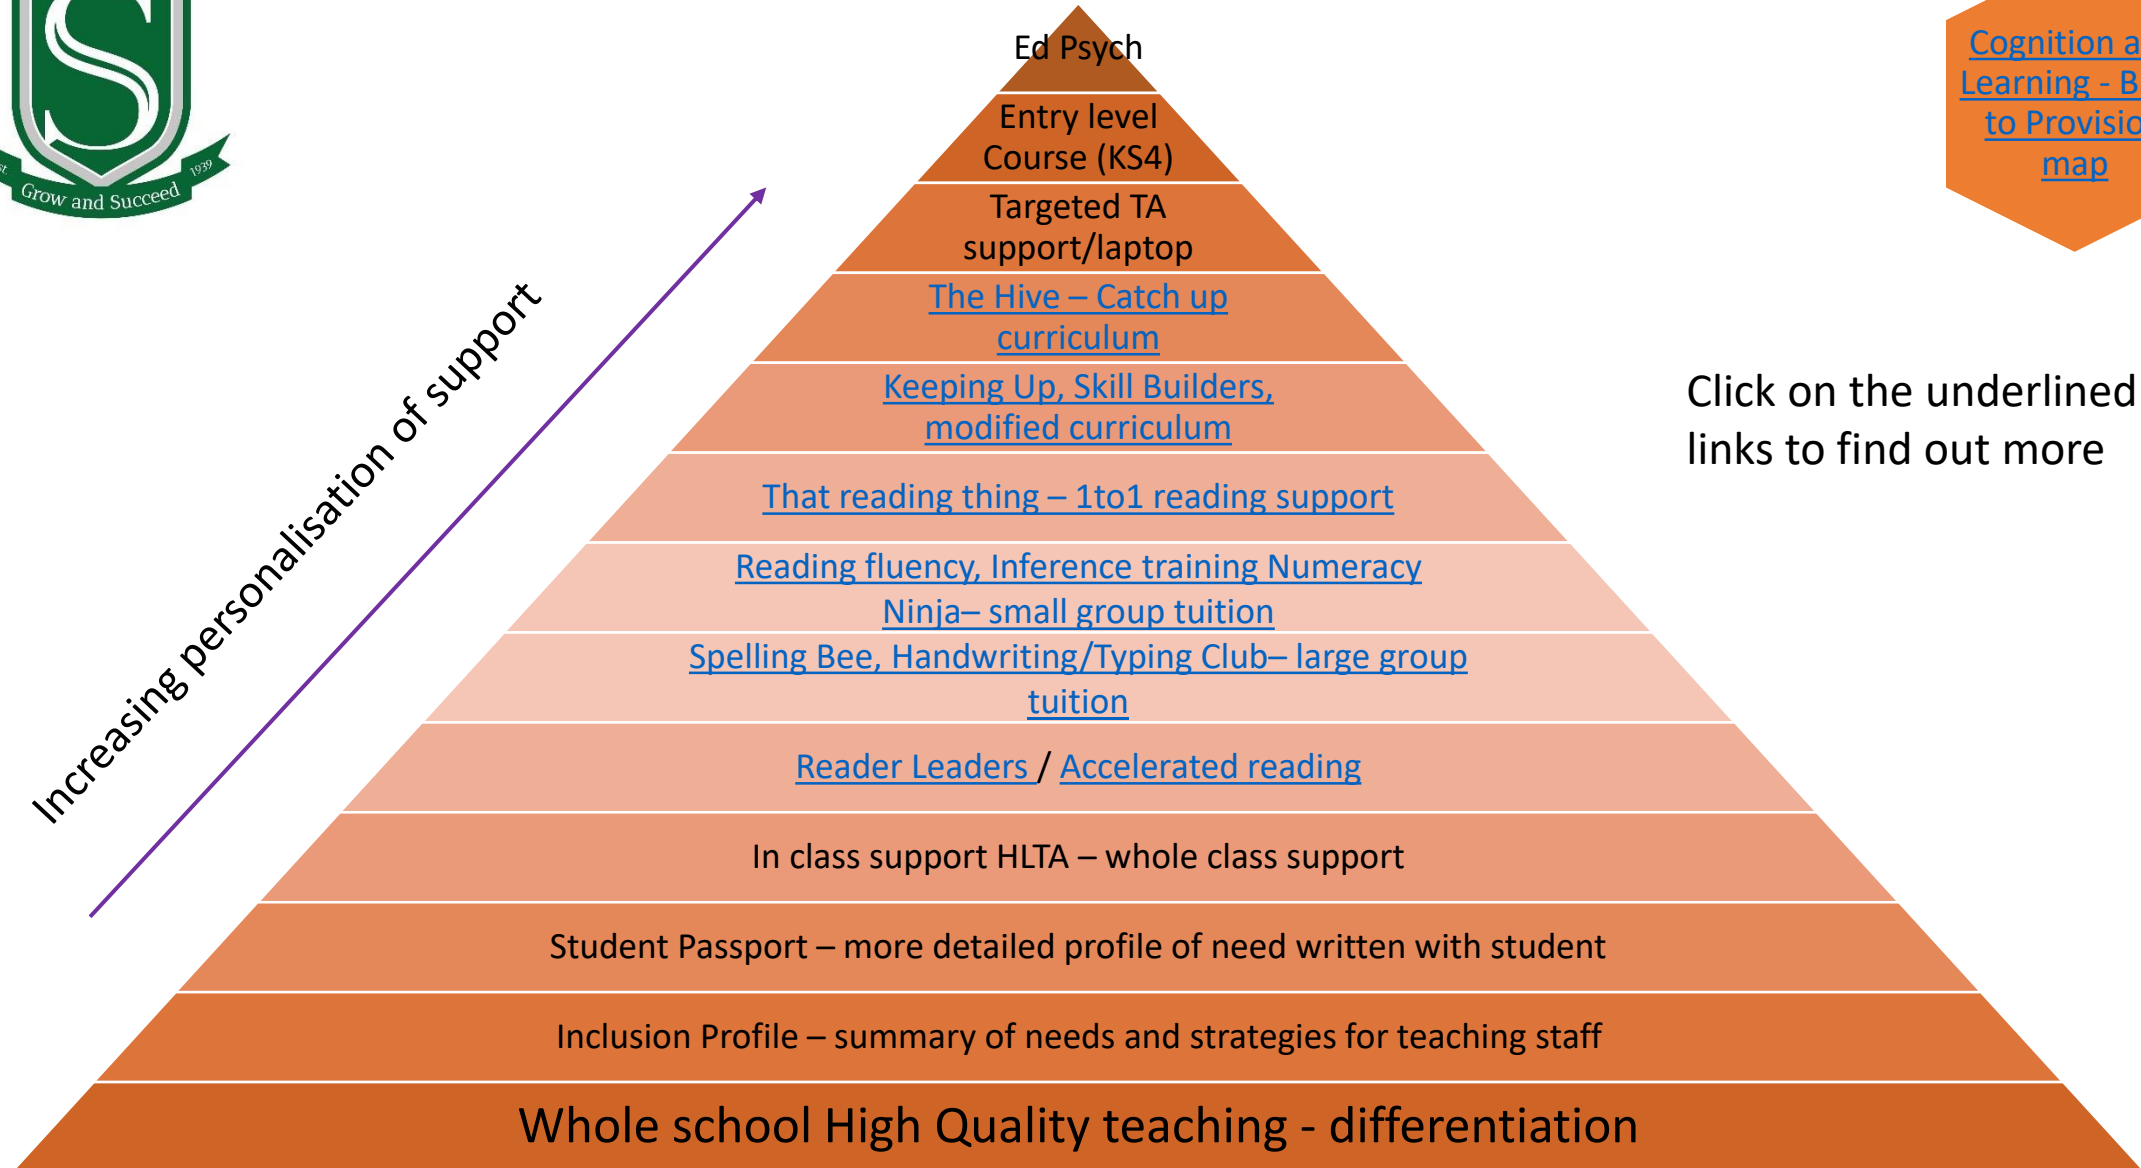 S
Grow and Succeed
1939
Ed Psych
Entry level
Course (KS4)
Targeted TA
support/laptop
The Hive – Catch up
curriculum
Keeping Up, Skill Builders,
modified curriculum
That reading thing – 1to1 reading support
Reading fluency, Inference training Numeracy
Ninja– small group tuition
Spelling Bee, Handwriting/Typing Club– large group
tuition
Reader Leaders / Accelerated reading
In class support HLTA – whole class support
Student Passport – more detailed profile of need written with student
Inclusion Profile – summary of needs and strategies for teaching staff
Whole school High Quality teaching - differentiation
Increasing personalisation of support
Cognition a
Learning - B
to Provisio
map
Click on the underlined
links to find out more